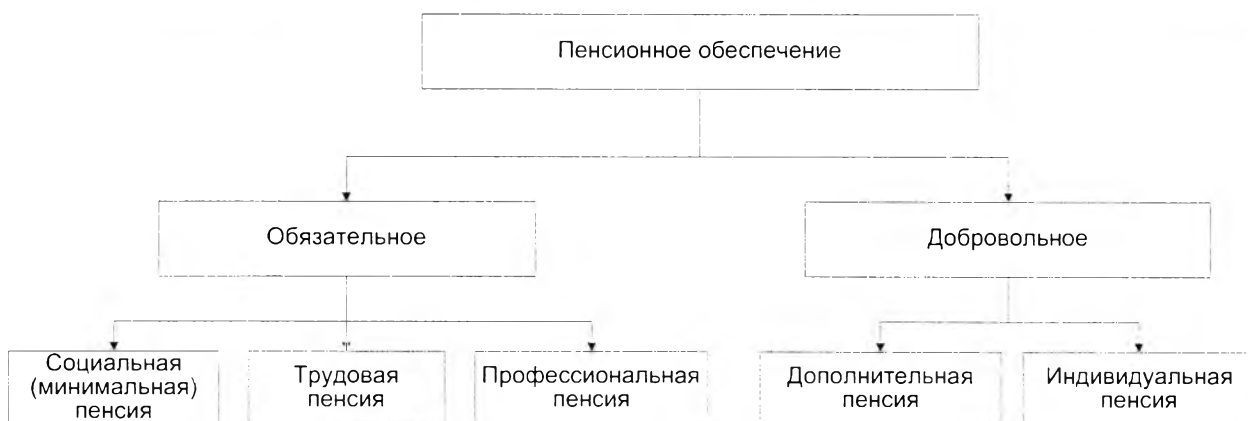 Пенсионное обеспечение
Обязательное
Добровольное
Социальная
(минимальная)
пенсия
Трудовая
пенсия
Профессиональная
пенсия
Дополнительная
пенсия
Индивидуальная
пенсия